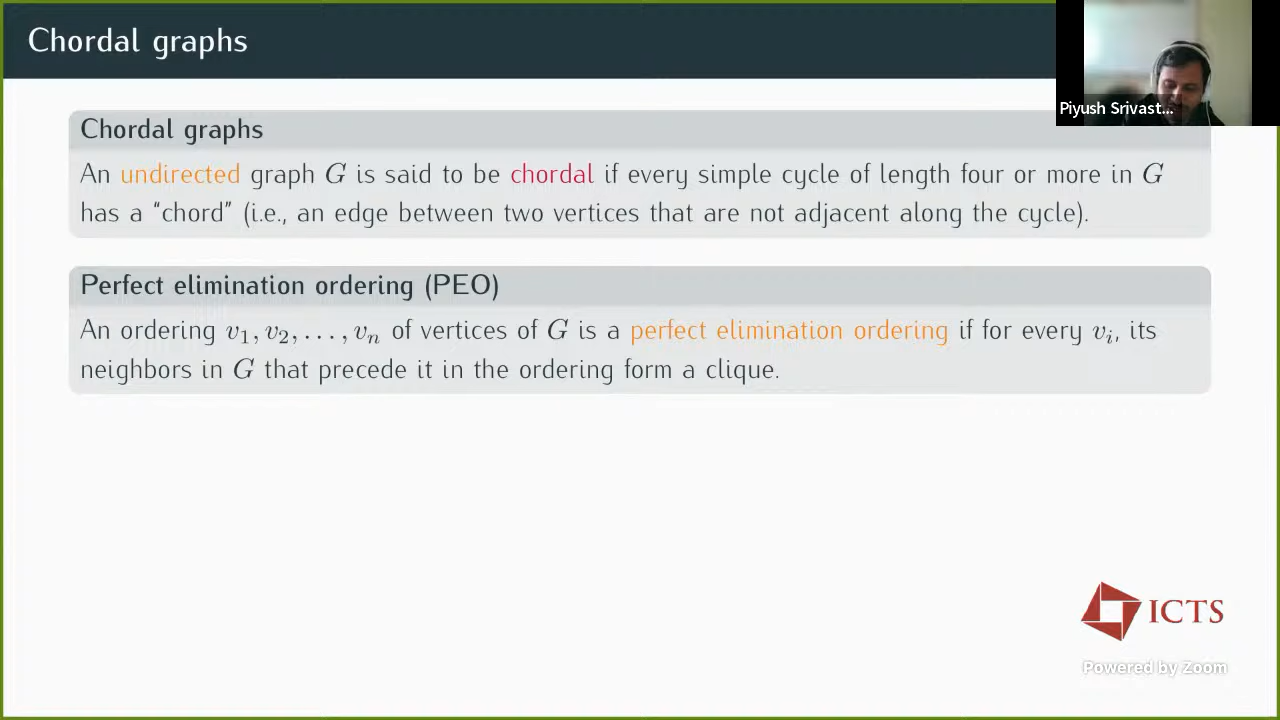 Chordal graphs
Piyush Srivast...
Chordal graphs
An undirected graph G is said to be chordal if every simple cycle of length four or more in G
has a “chord” (i.e., an edge between two vertices that are not adjacent along the cycle).
Perfect elimination ordering (PEO)
An ordering v₁, v₂, . . . , vₙ of vertices of G is a perfect elimination ordering if for every vᵢ, its
neighbors in G that precede it in the ordering form a clique.
ICTS
Powered by Zoom